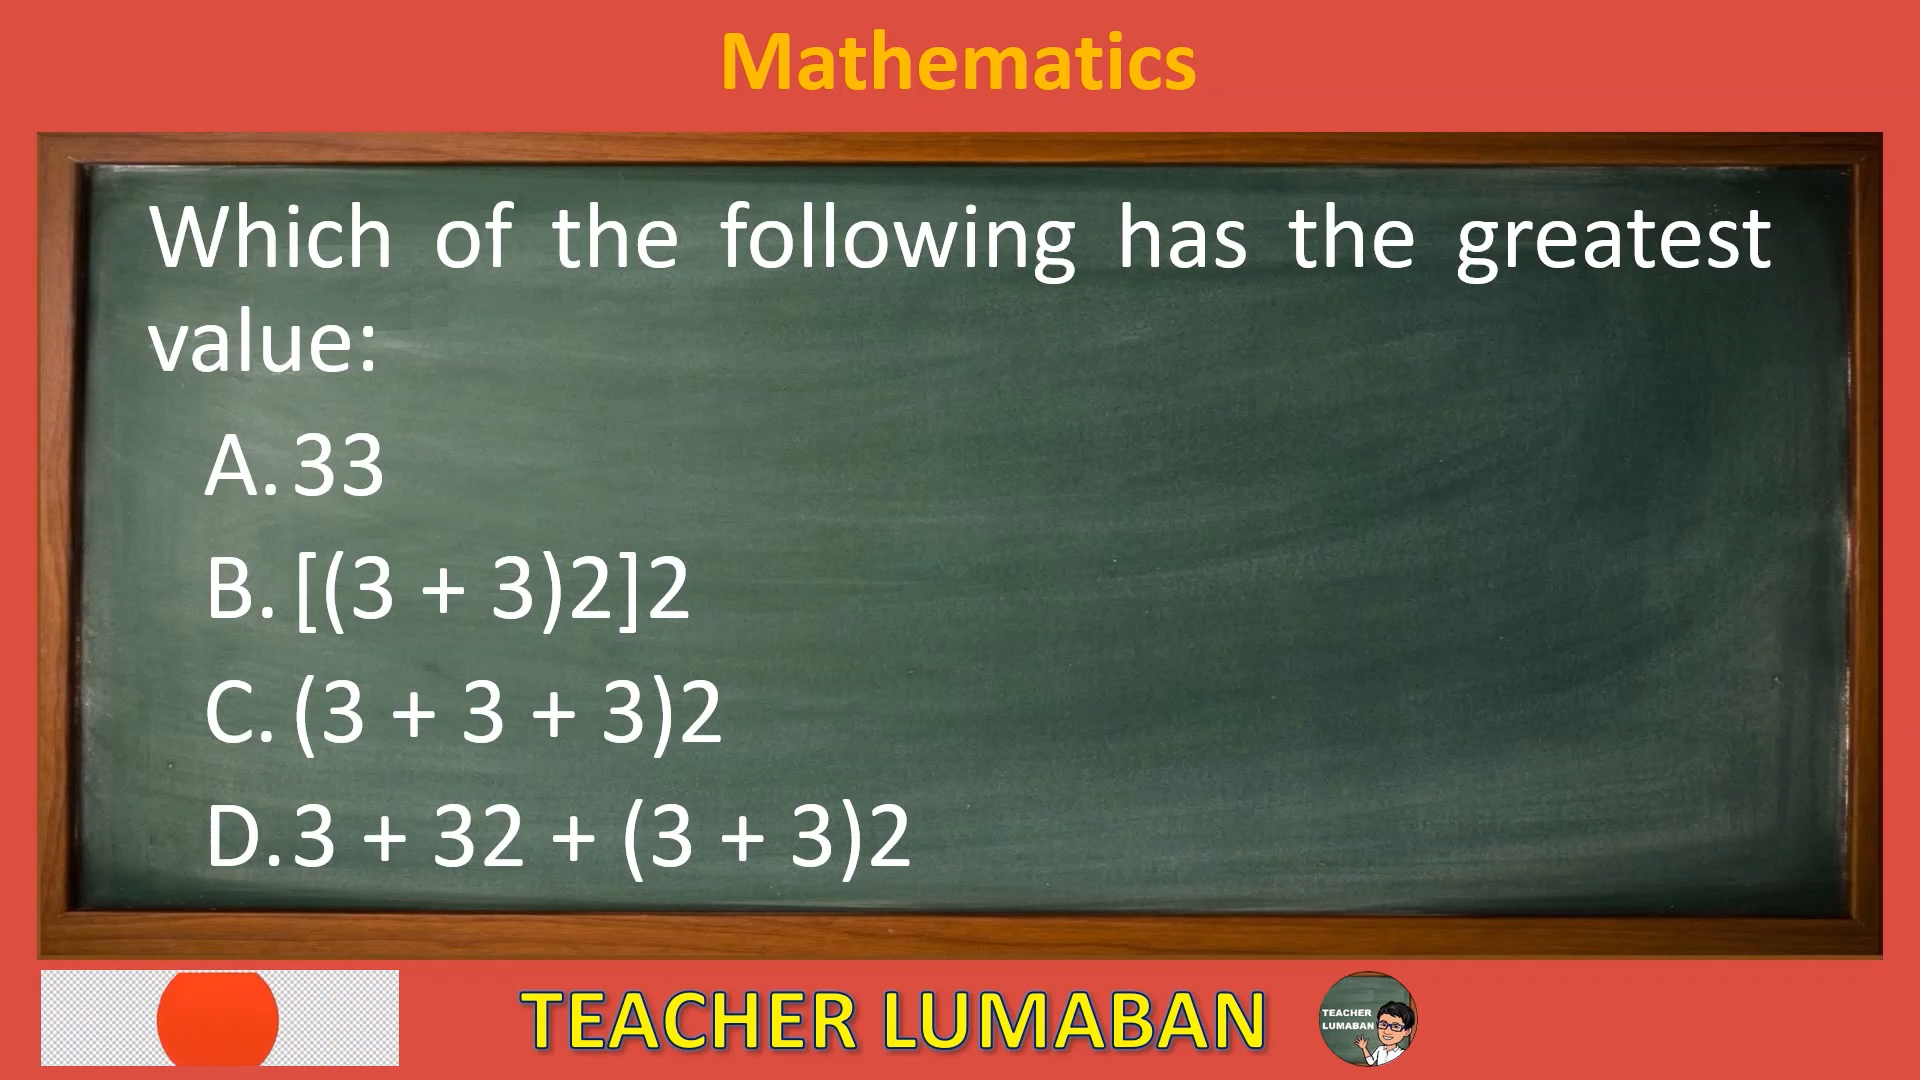 Mathematics
Which of the following has the greatest
value:
A. 33
B. [(3 + 3)2]2
C. (3 + 3 + 3)2
D. 3 + 32 + (3 + 3)2
TEACHER LUMABAN
TEACHER
LUMABAN